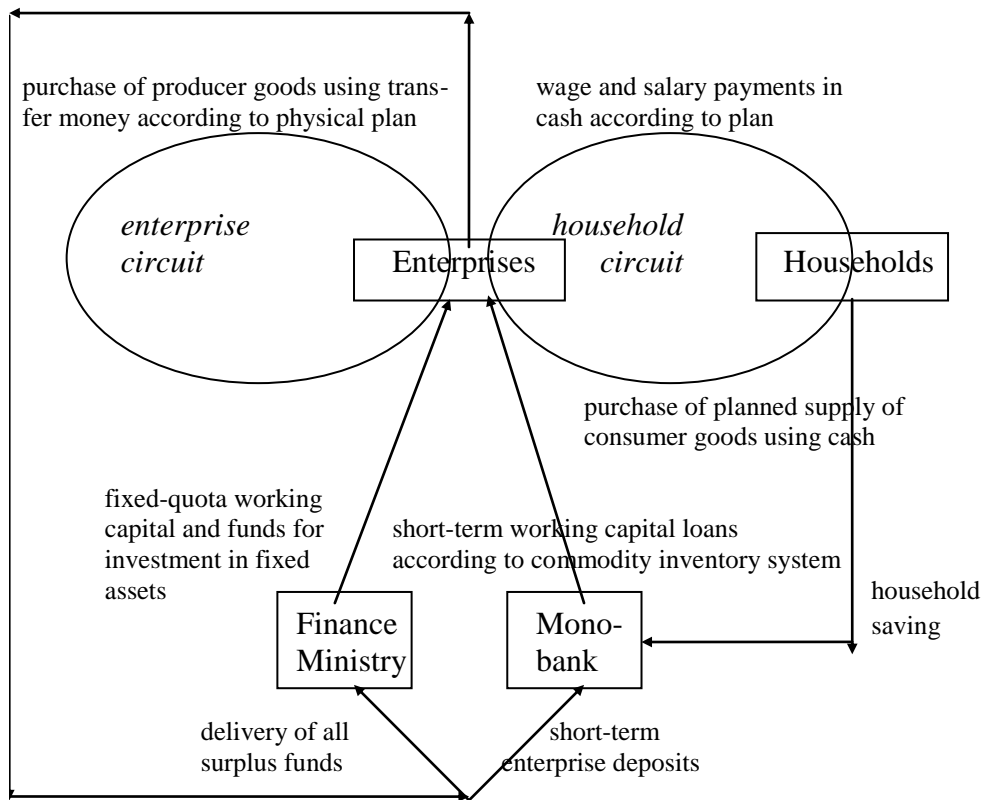 purchase of producer goods using trans-
fer money according to physical plan
wage and salary payments in
cash according to plan
enterprise
circuit
household
circuit
Enterprises
Households
purchase of planned supply of
consumer goods using cash
fixed-quota working
capital and funds for
investment in fixed
assets
short-term working capital loans
according to commodity inventory system
household
saving
Finance
Ministry
Mono-
bank
delivery of all
surplus funds
short-term
enterprise deposits